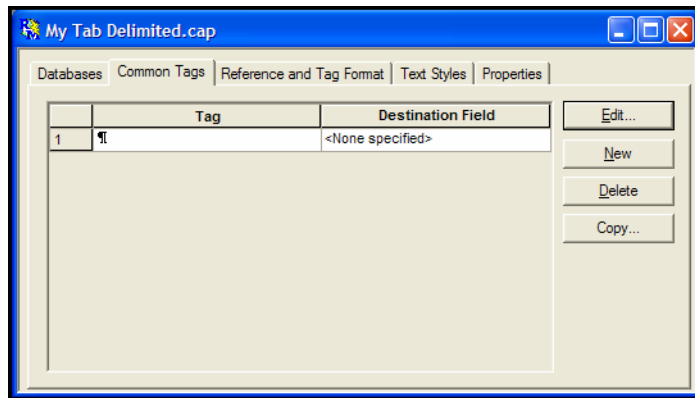 My Tab Delimited.cap
Databases Common Tags Reference and Tag Format Text Styles Properties
Tag Destination Field Edit...
1 ¶ <None specified>
New
Delete
Copy...